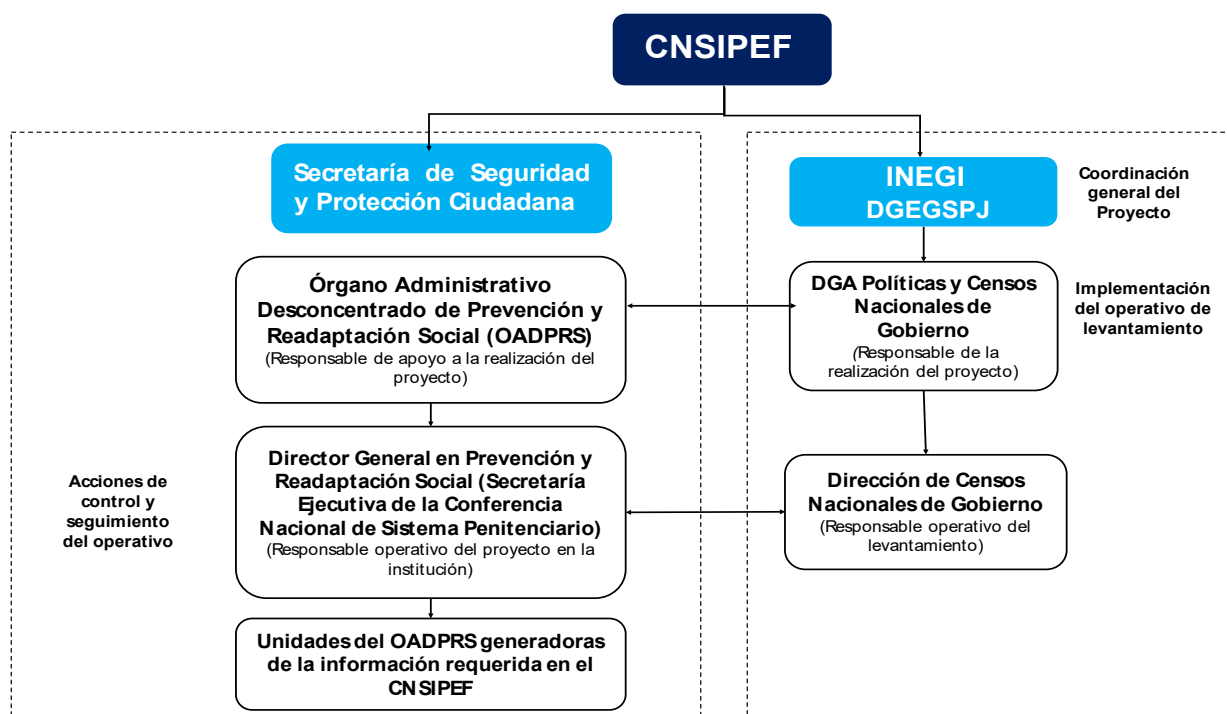 CNSIPEF
Secretaría de Seguridad
y Protección Ciudadana
INEGI
DGEGSPJ
Coordinación
general del
Proyecto
Órgano Administrativo
Desconcentrado de Prevención y
Readaptación Social (OADPRS)
(Responsable de apoyo a la realización del
proyecto)
DGA Políticas y Censos
Nacionales de
Gobierno
(Responsable de la
realización del proyecto)
Implementación
del operativo de
levantamiento
Acciones de
control y
seguimiento
del operativo
Director General en Prevención y
Readaptación Social (Secretaría
Ejecutiva de la Conferencia
Nacional de Sistema Penitenciario)
(Responsable operativo del proyecto en la
institución)
Dirección de Censos
Nacionales de Gobierno
(Responsable operativo del
levantamiento)
Unidades del OADPRS generadoras
de la información requerida en el
CNSIPEF